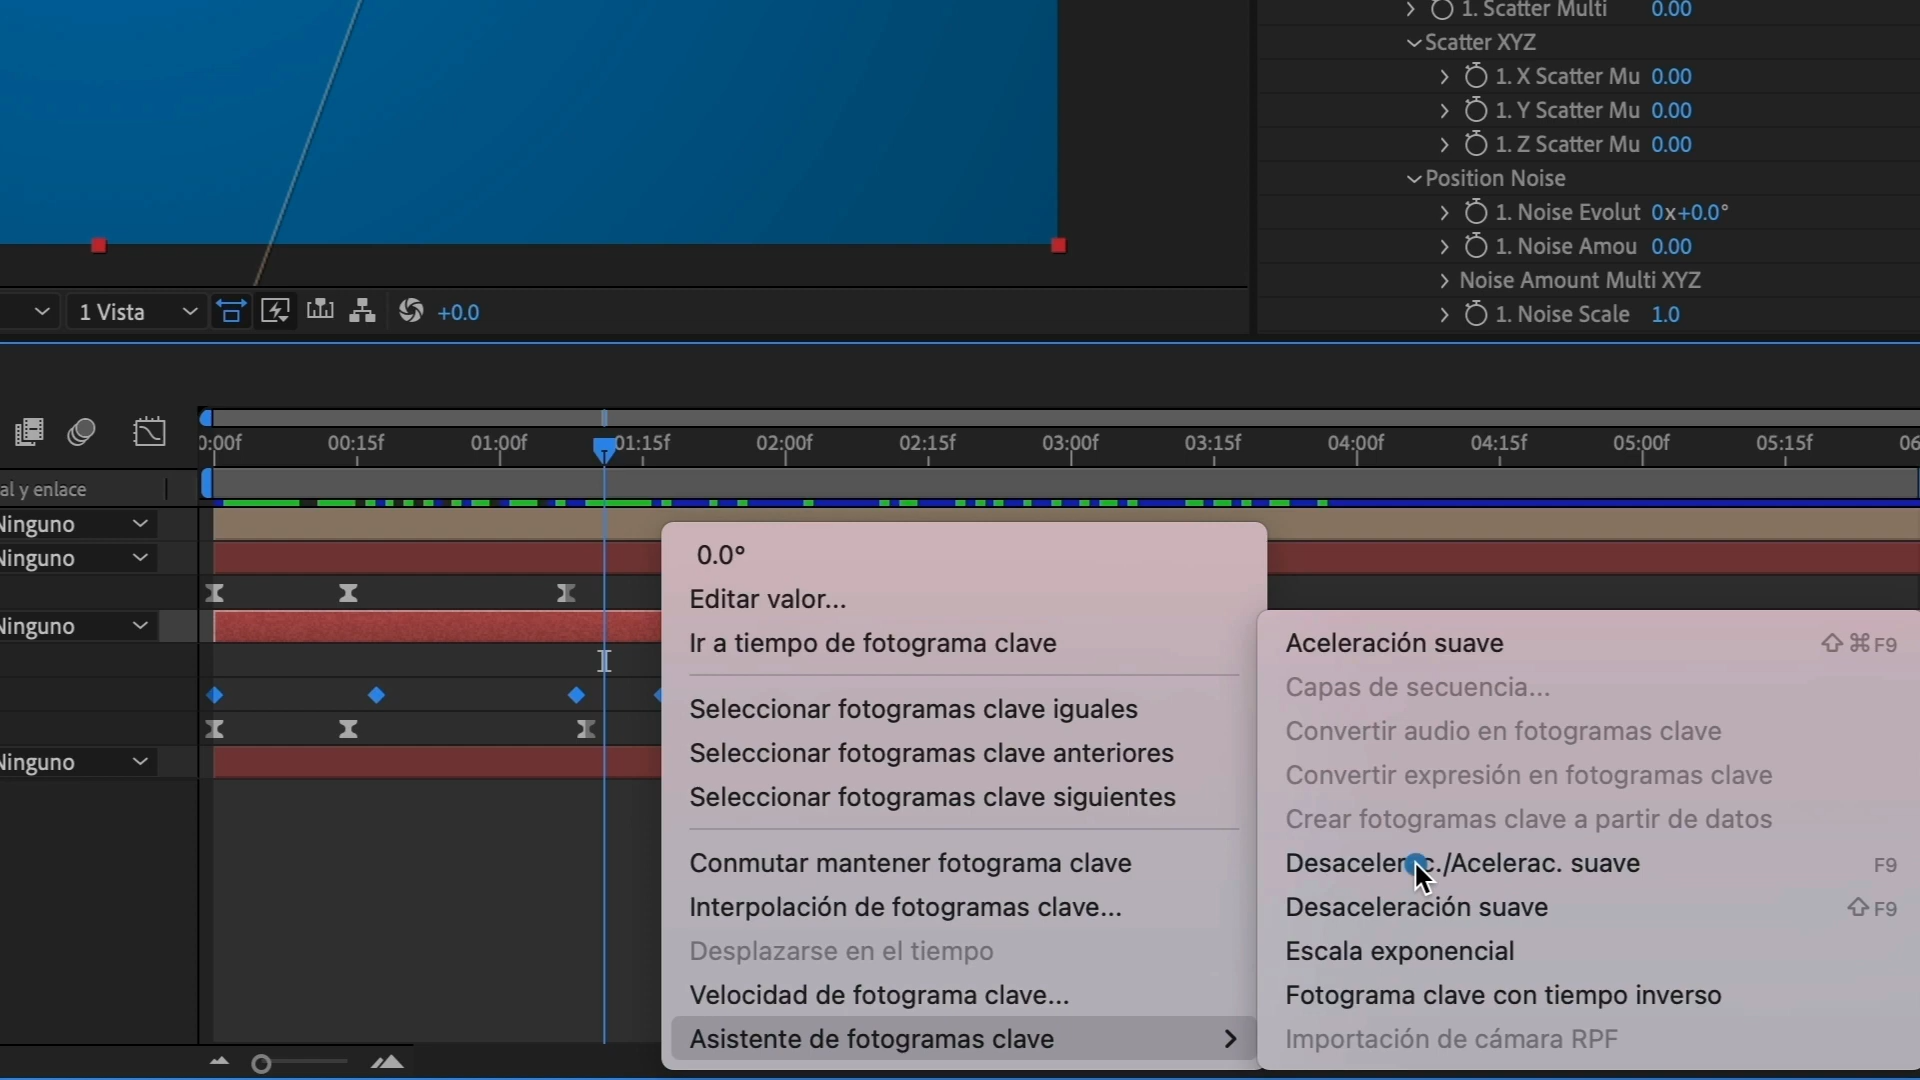 1. Scatter Multi 0.00
Scatter XYZ
1. X Scatter Mu 0.00
1. Y Scatter Mu 0.00
1. Z Scatter Mu 0.00
Position Noise
1. Noise Evolut 0x+0.0°
1. Noise Amou 0.00
Noise Amount Multi XYZ
1. Noise Scale 1.0
1 Vista +0.0
0:00f 00:15f 01:00f 01:15f 02:00f 02:15f 03:00f 03:15f 04:00f 04:15f 05:00f 05:15f 06
al y enlace
Ninguno
Ninguno
Ninguno
Ninguno
0.0°
Editar valor...
Ir a tiempo de fotograma clave
Seleccionar fotogramas clave iguales
Seleccionar fotogramas clave anteriores
Seleccionar fotogramas clave siguientes
Conmutar mantener fotograma clave
Interpolación de fotogramas clave...
Desplazarse en el tiempo
Velocidad de fotograma clave...
Asistente de fotogramas clave
Aceleración suave ⇧⌘F9
Capas de secuencia...
Convertir audio en fotogramas clave
Convertir expresión en fotogramas clave
Crear fotogramas clave a partir de datos
Desacelerac./Acelerac. suave F9
Desaceleración suave ⇧F9
Escala exponencial
Fotograma clave con tiempo inverso
Importación de cámara RPF